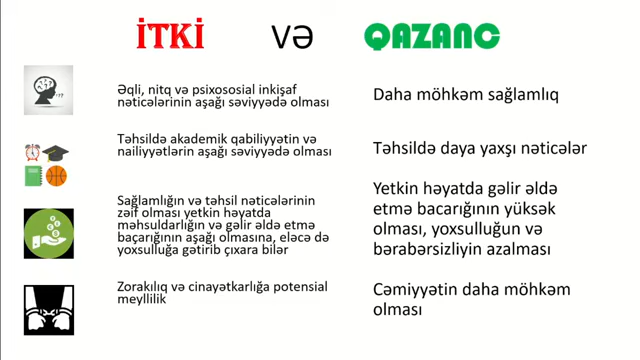 İTKİ VƏ QAZANC
Əqli, nitq və psixososial inkişaf
nəticələrinin aşağı səviyyədə olması
Daha möhkəm sağlamlıq
Təhsildə akademik qabiliyyətin və
nailiyyətlərin aşağı səviyyədə olması
Təhsildə daya yaxşı nəticələr
Sağlamlığın və təhsil nəticələrinin
zəif olması yetkin həyatda
məhsuldarlığın və gəlir əldə etmə
baçarığının aşağı olmasına, eləcə də
yoxsulluğa gətirib çıxara bilər
Yetkin həyatda gəlir əldə
etmə bacarığının yüksək
olması, yoxsulluğun və
bərabərsizliyin azalması
Zorakılıq və cinayətkarlığa potensial
meyllilik
Cəmiyyətin daha möhkəm
olması